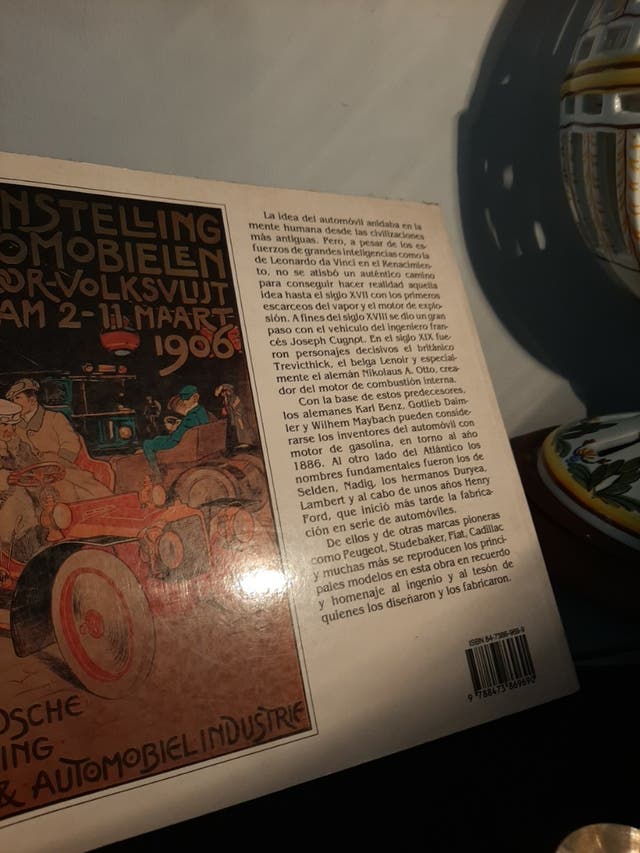 NSTELLING
OMOBIELEN
OR-VOLKSVLIJT
AM 2-11 MAART-
1906
OSCHE
ING
& AUTOMOBIEL INDUSTRIE
La idea del automóvil anidaba en la
mente humana desde las civilizaciones
más antiguas. Pero, a pesar de los es-
fuerzos de grandes inteligencias como la
de Leonardo da Vinci en el Renacimien-
to, no se atisbó un auténtico camino
para conseguir hacer realidad aquella
idea hasta el siglo XVII con los primeros
escarceos del vapor y el motor de explo-
sión. A fines del siglo XVIII se dio un gran
paso con el vehículo del ingeniero fran-
cés Joseph Cugnot. En el siglo XIX fue-
ron personajes decisivos el británico
Trevicthick, el belga Lenoir y especial-
mente el alemán Nikolaus A. Otto, crea-
dor del motor de combustión interna.
Con la base de estos predecesores,
los alemanes Karl Benz, Gotlieb Daim-
ler y Wilhem Maybach pueden conside-
rarse los inventores del automóvil con
motor de gasolina, en torno al año
1886. Al otro lado del Atlántico los
nombres fundamentales fueron los de
Selden, Nadig, los hermanos Duryea,
Lambert y al cabo de unos años Henry
Ford, que inició más tarde la fabrica-
ción en serie de automóviles.
De ellos y de otras marcas pioneras
como Peugeot, Studebaker, Fiat, Cadillac
y muchas más se reproducen los princi-
pales modelos en esta obra en recuerdo
y homenaje al ingenio y al tesón de
quienes los diseñaron y los fabricaron.
ISBN 84-7386-969-9
9 788473 869690